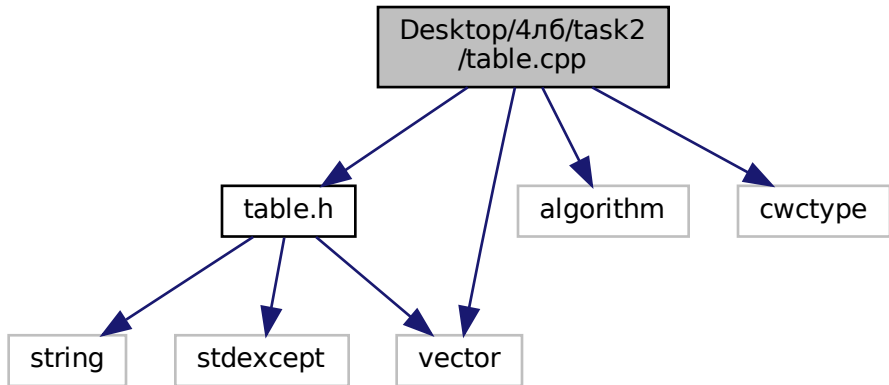 Desktop/4лб/task2
/table.cpp
table.h
algorithm
cwctype
string
stdexcept
vector